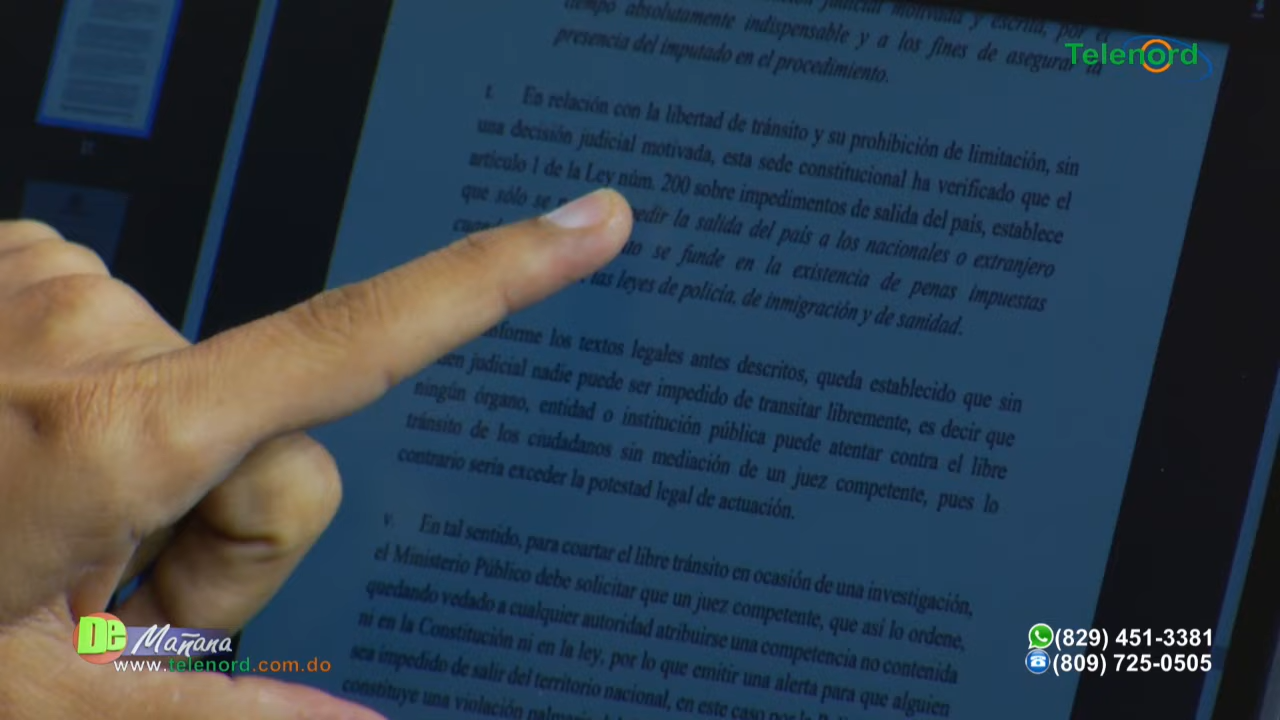 Telenord
judicial motivada y escrita, por el
tiempo absolutamente indispensable y a los fines de asegurar la
presencia del imputado en el procedimiento.
t. En relación con la libertad de tránsito y su prohibición de limitación, sin
una decisión judicial motivada, esta sede constitucional ha verificado que el
artículo 1 de la Ley núm. 200 sobre impedimentos de salida del país, establece
que sólo se la salida del país a los nacionales o extranjero
se funde en la existencia de penas impuestas
las leyes de policía, de inmigración y de sanidad.
los textos legales antes descritos, queda establecido que sin
judicial nadie puede ser impedido de transitar libremente, es decir que
ningún órgano, entidad o institución pública puede atentar contra el libre
tránsito de los ciudadanos sin mediación de un juez competente, pues lo
contrario sería exceder la potestad legal de actuación.
v. En tal sentido, para coartar el libre tránsito en ocasión de una investigación,
el Ministerio Público debe solicitar que un juez competente, que así lo ordene,
quedando vedado a cualquier autoridad atribuirse una competencia no contenida
ni en la Constitución ni en la ley, por lo que emitir una alerta para que alguien
sea impedido de salir del territorio nacional, en este caso por la
constituye una violación
De Mañana
www.telenord.com.do
(829) 451-3381
(809) 725-0505